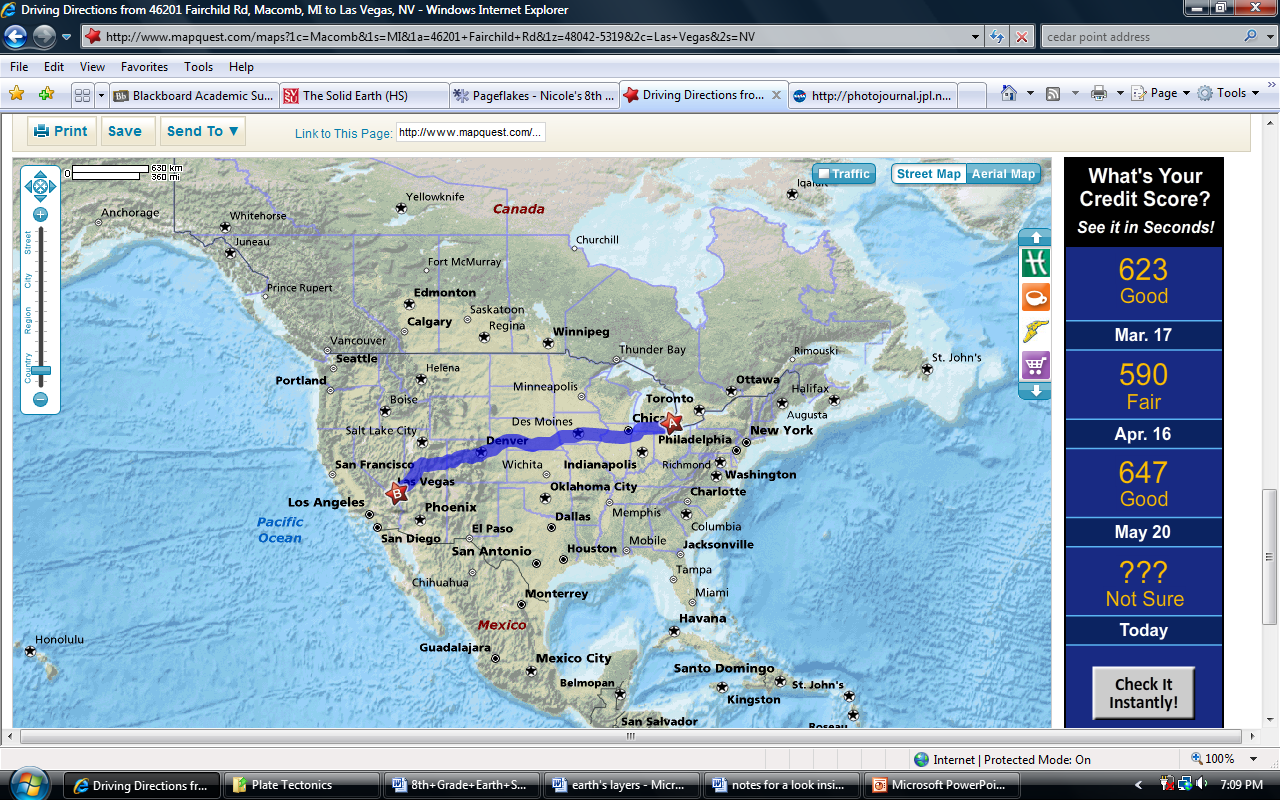 Driving Directions from 46201 Fairchild Rd, Macomb, MI to Las Vegas, NV - Windows Internet Explorer
http://www.mapquest.com/maps?1c=Macomb&1s=MI&1a=46201+Fairchild+Rd&1z=48042-5319&2c=Las+Vegas&2s=NV
cedar point address
File Edit View Favorites Tools Help
Bb Blackboard Academic Su...
SM The Solid Earth (HS)
Pageflakes - Nicole's 8th ...
Driving Directions fro...
http://photojournal.jpl.n...
Page
Tools
Print Save Send To
Link to This Page: http://www.mapquest.com/...
0 630 km
360 mi
Traffic Street Map Aerial Map
Street
City
Region
Country
Iqaluit
Yellowknife
Canada
Anchorage
Whitehorse
Juneau
Churchill
Fort McMurray
Prince Rupert
Edmonton
Saskatoon
Calgary
Regina
Winnipeg
Vancouver
Seattle
Thunder Bay
Rimouski
St. John's
Helena
Portland
Minneapolis
Ottawa
Halifax
Boise
Toronto
Augusta
Des Moines
Chic
A
Salt Lake City
New York
Denver
Philadelphia
San Francisco
Wichita
Indianapolis
Richmond
Washington
Las Vegas
B
Oklahoma City
Charlotte
Los Angeles
Phoenix
Memphis
Pacific
Ocean
Dallas
Columbia
San Diego
El Paso
San Antonio
Houston
Mobile
Jacksonville
Chihuahua
Tampa
Monterrey
Miami
Mexico
Havana
Honolulu
Guadalajara
Mexico City
Santo Domingo
Belmopan
Kingston
St. John's
San Salvador
Roseau
What's Your
Credit Score?
See it in Seconds!
623
Good
Mar. 17
590
Fair
Apr. 16
647
Good
May 20
???
Not Sure
Today
Check It
Instantly!
Internet | Protected Mode: On
100%
Driving Directions fr...
Plate Tectonics
8th+Grade+Earth+S...
earth's layers - Micr...
notes for a look insi...
Microsoft PowerPoi...
7:09 PM